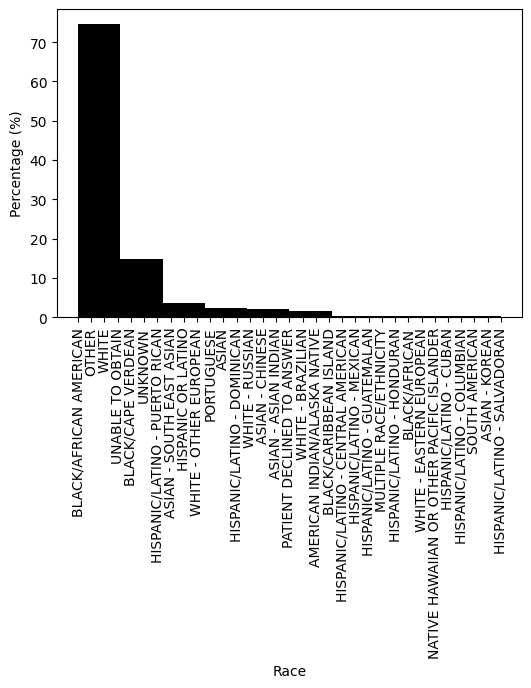 Percentage (%)
70
60
50
40
30
20
10
0
BLACK/AFRICAN AMERICAN
OTHER
WHITE
UNABLE TO OBTAIN
BLACK/CAPE VERDEAN
UNKNOWN
HISPANIC/LATINO - PUERTO RICAN
ASIAN - SOUTH EAST ASIAN
HISPANIC OR LATINO
WHITE - OTHER EUROPEAN
PORTUGUESE
ASIAN
HISPANIC/LATINO - DOMINICAN
WHITE - RUSSIAN
ASIAN - CHINESE
ASIAN - ASIAN INDIAN
PATIENT DECLINED TO ANSWER
WHITE - BRAZILIAN
AMERICAN INDIAN/ALASKA NATIVE
BLACK/CARIBBEAN ISLAND
HISPANIC/LATINO - CENTRAL AMERICAN
HISPANIC/LATINO - MEXICAN
HISPANIC/LATINO - GUATEMALAN
MULTIPLE RACE/ETHNICITY
HISPANIC/LATINO - HONDURAN
BLACK/AFRICAN
WHITE - EASTERN EUROPEAN
NATIVE HAWAIIAN OR OTHER PACIFIC ISLANDER
HISPANIC/LATINO - CUBAN
HISPANIC/LATINO - COLUMBIAN
SOUTH AMERICAN
ASIAN - KOREAN
HISPANIC/LATINO - SALVADORAN
Race